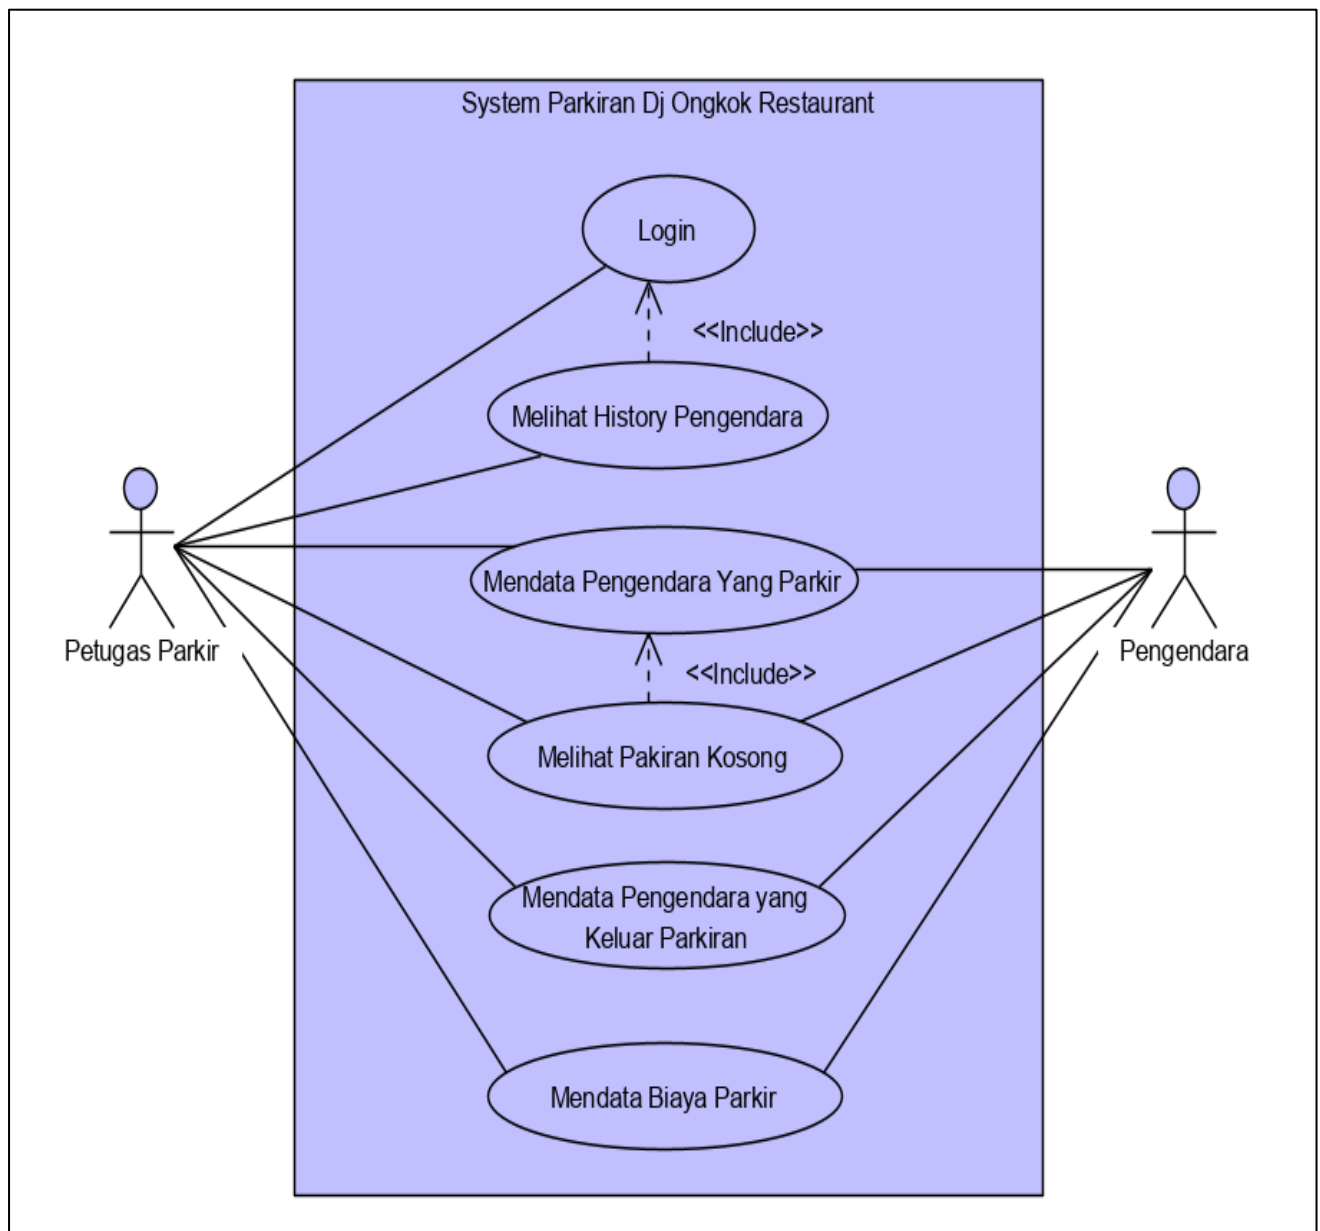 System Parkiran Dj Ongkok Restaurant
Login
<<Include>>
Melihat History Pengendara
Mendata Pengendara Yang Parkir
Petugas Parkir
Pengendara
<<Include>>
Melihat Pakiran Kosong
Mendata Pengendara yang
Keluar Parkiran
Mendata Biaya Parkir